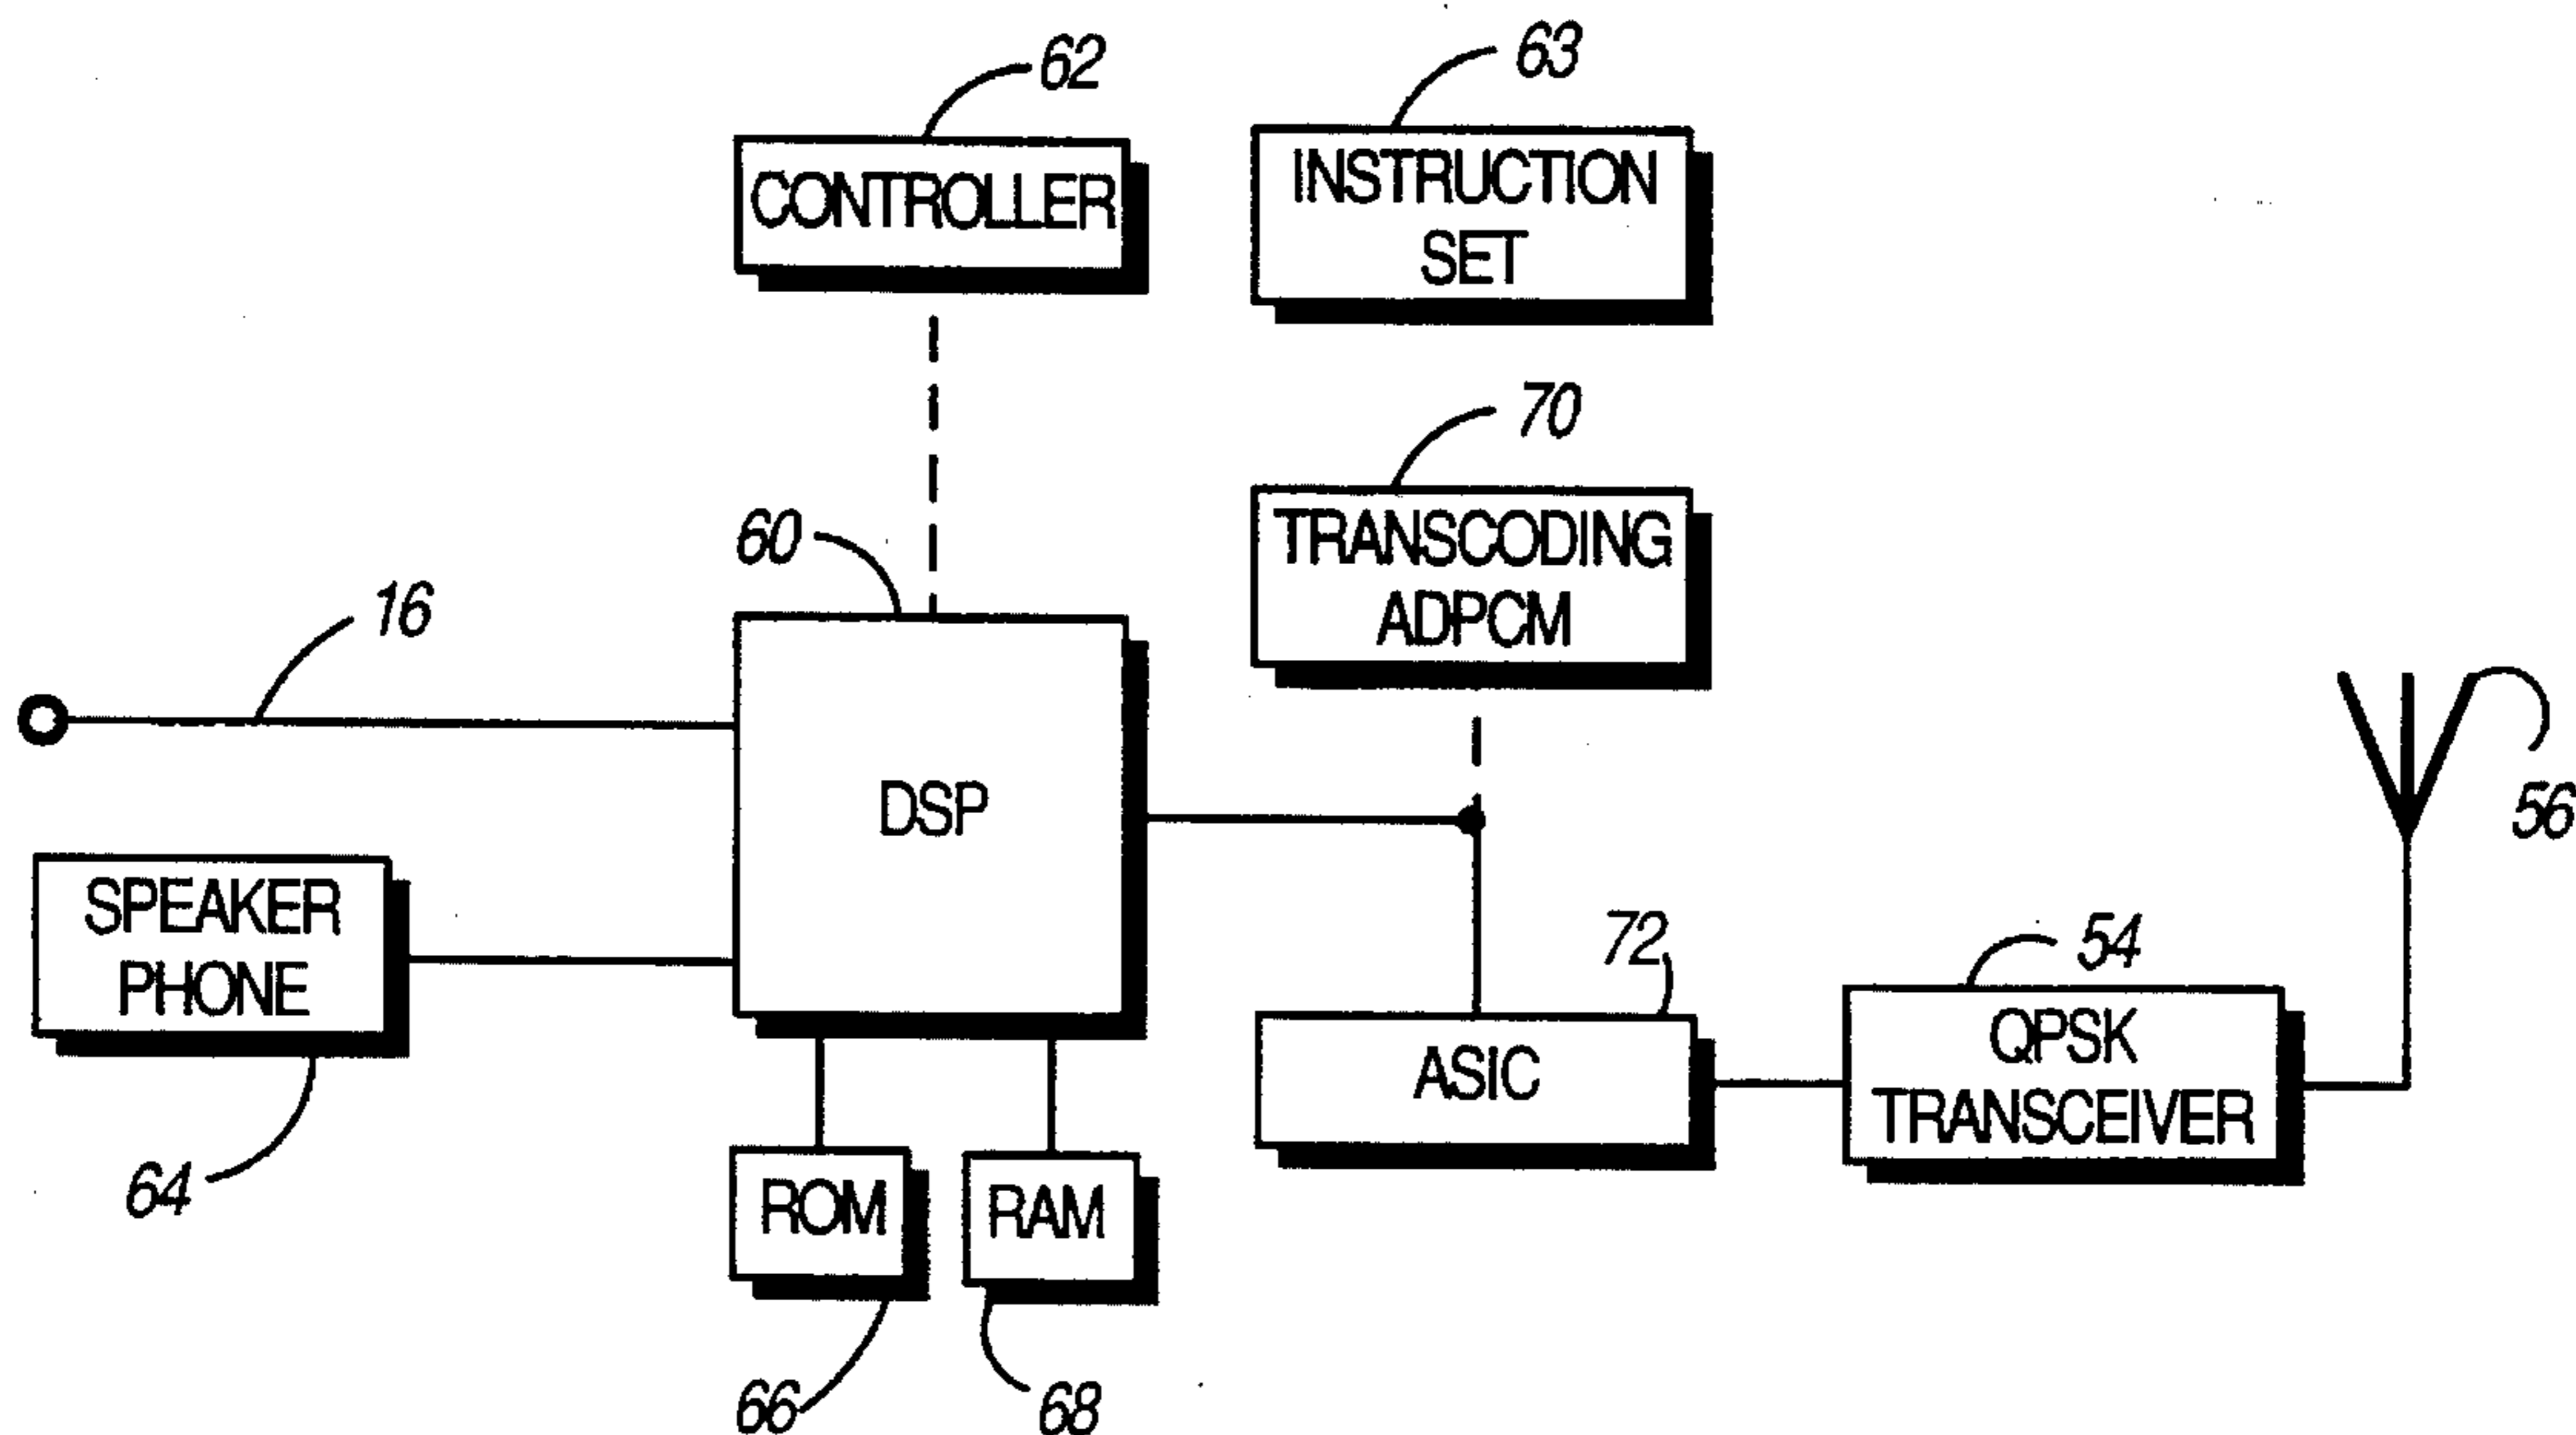 62
63
CONTROLLER
INSTRUCTION
SET
70
60
TRANSCODING
ADPCM
16
DSP
56
SPEAKER
PHONE
72
54
QPSK
TRANSCEIVER
ASIC
64
ROM
RAM
66
68